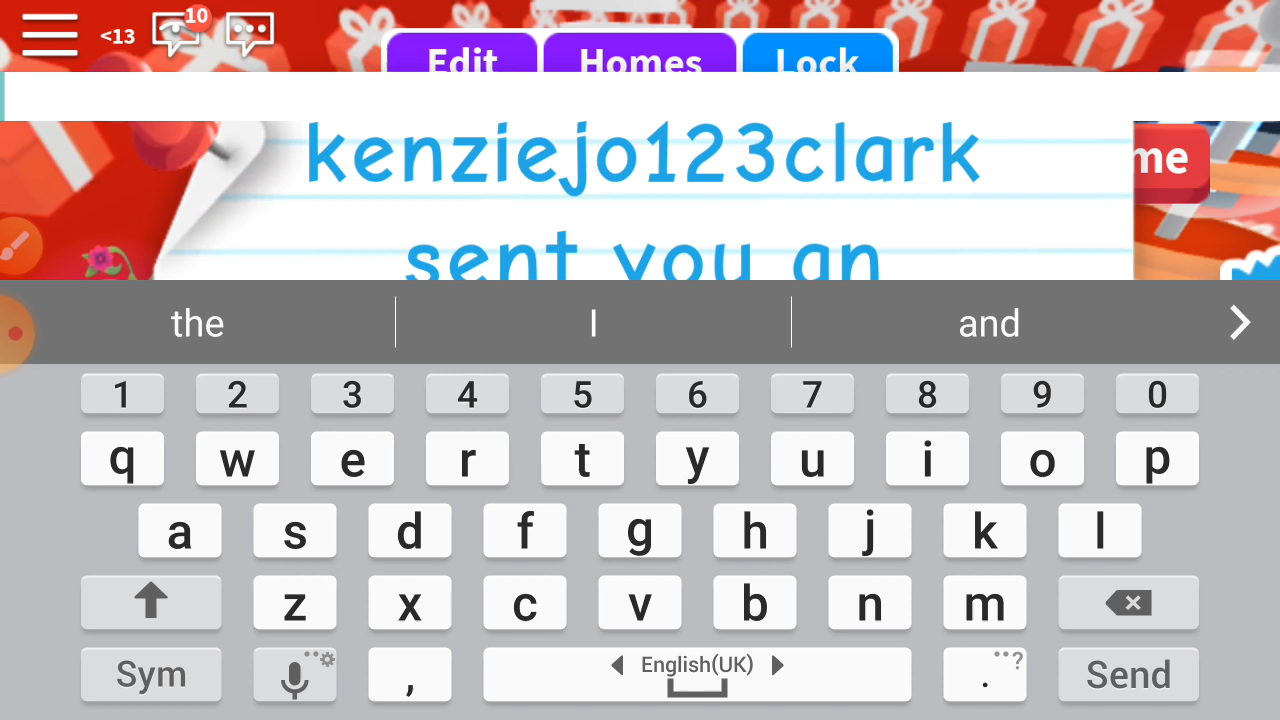 <13
10
Edit Homes Lock
kenziejo123clark
me
sent you an
the I and
1 2 3 4 5 6 7 8 9 0
q w e r t y u i o p
a s d f g h j k l
z x c v b n m
Sym , English(UK) . ? Send